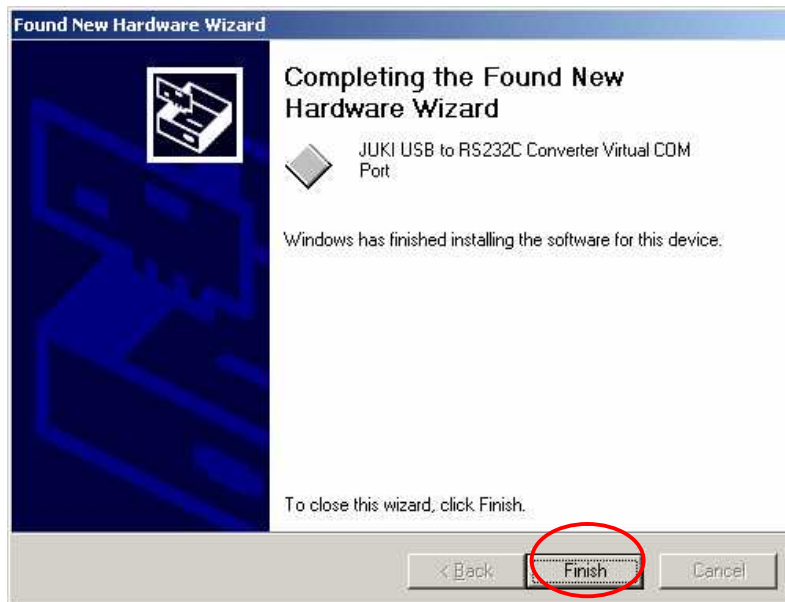 Found New Hardware Wizard
Completing the Found New
Hardware Wizard
JUKI USB to RS232C Converter Virtual COM
Port
Windows has finished installing the software for this device.
To close this wizard, click Finish.
< Back
Finish
Cancel